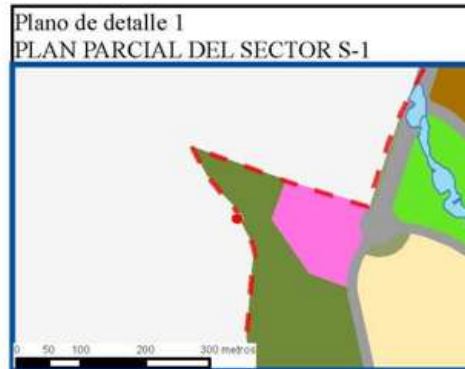 Plano de detalle 1
PLAN PARCIAL DEL SECTOR S-1
0 50 100 200 300 metros